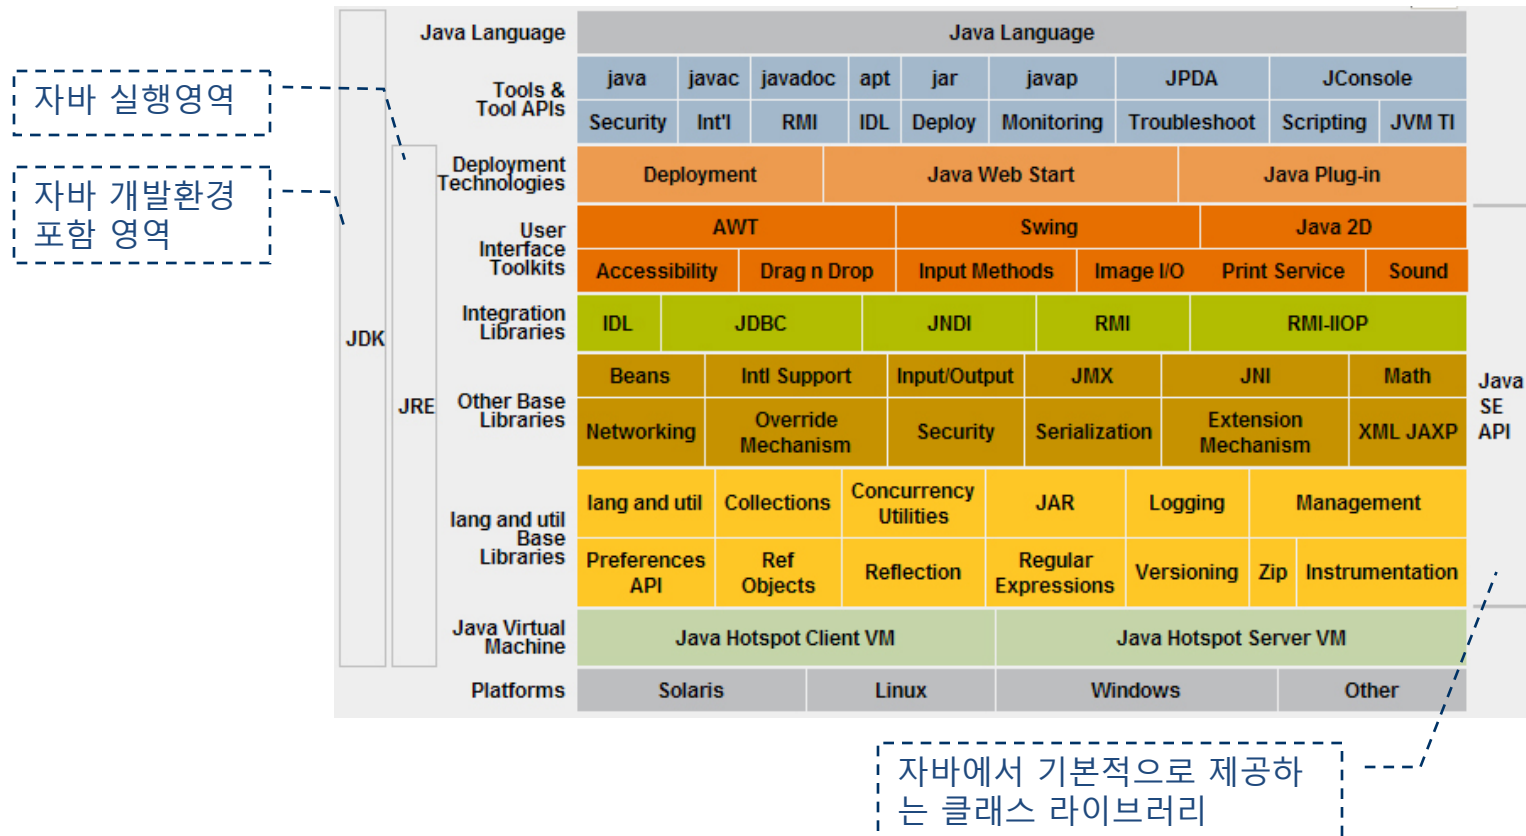 Java Language
Java Language
자바 실행영역
Tools &
Tool APIs
java javac javadoc apt jar javap JPDA JConsole
Security Int'l RMI IDL Deploy Monitoring Troubleshoot Scripting JVM TI
자바 개발환경
포함 영역
Deployment
Technologies
Deployment Java Web Start Java Plug-in
User
Interface
Toolkits
AWT Swing Java 2D
Accessibility Drag n Drop Input Methods Image I/O Print Service Sound
Integration
Libraries
IDL JDBC JNDI RMI RMI-IIOP
JDK
JRE
Other Base
Libraries
Beans Intl Support Input/Output JMX JNI Math
Networking Override
Mechanism Security Serialization Extension
Mechanism XML JAXP
Java
SE
API
lang and util
Base
Libraries
lang and util Collections Concurrency
Utilities JAR Logging Management
Preferences
API Ref
Objects Reflection Regular
Expressions Versioning Zip Instrumentation
Java Virtual
Machine
Java Hotspot Client VM Java Hotspot Server VM
Platforms
Solaris Linux Windows Other
자바에서 기본적으로 제공하
는 클래스 라이브러리